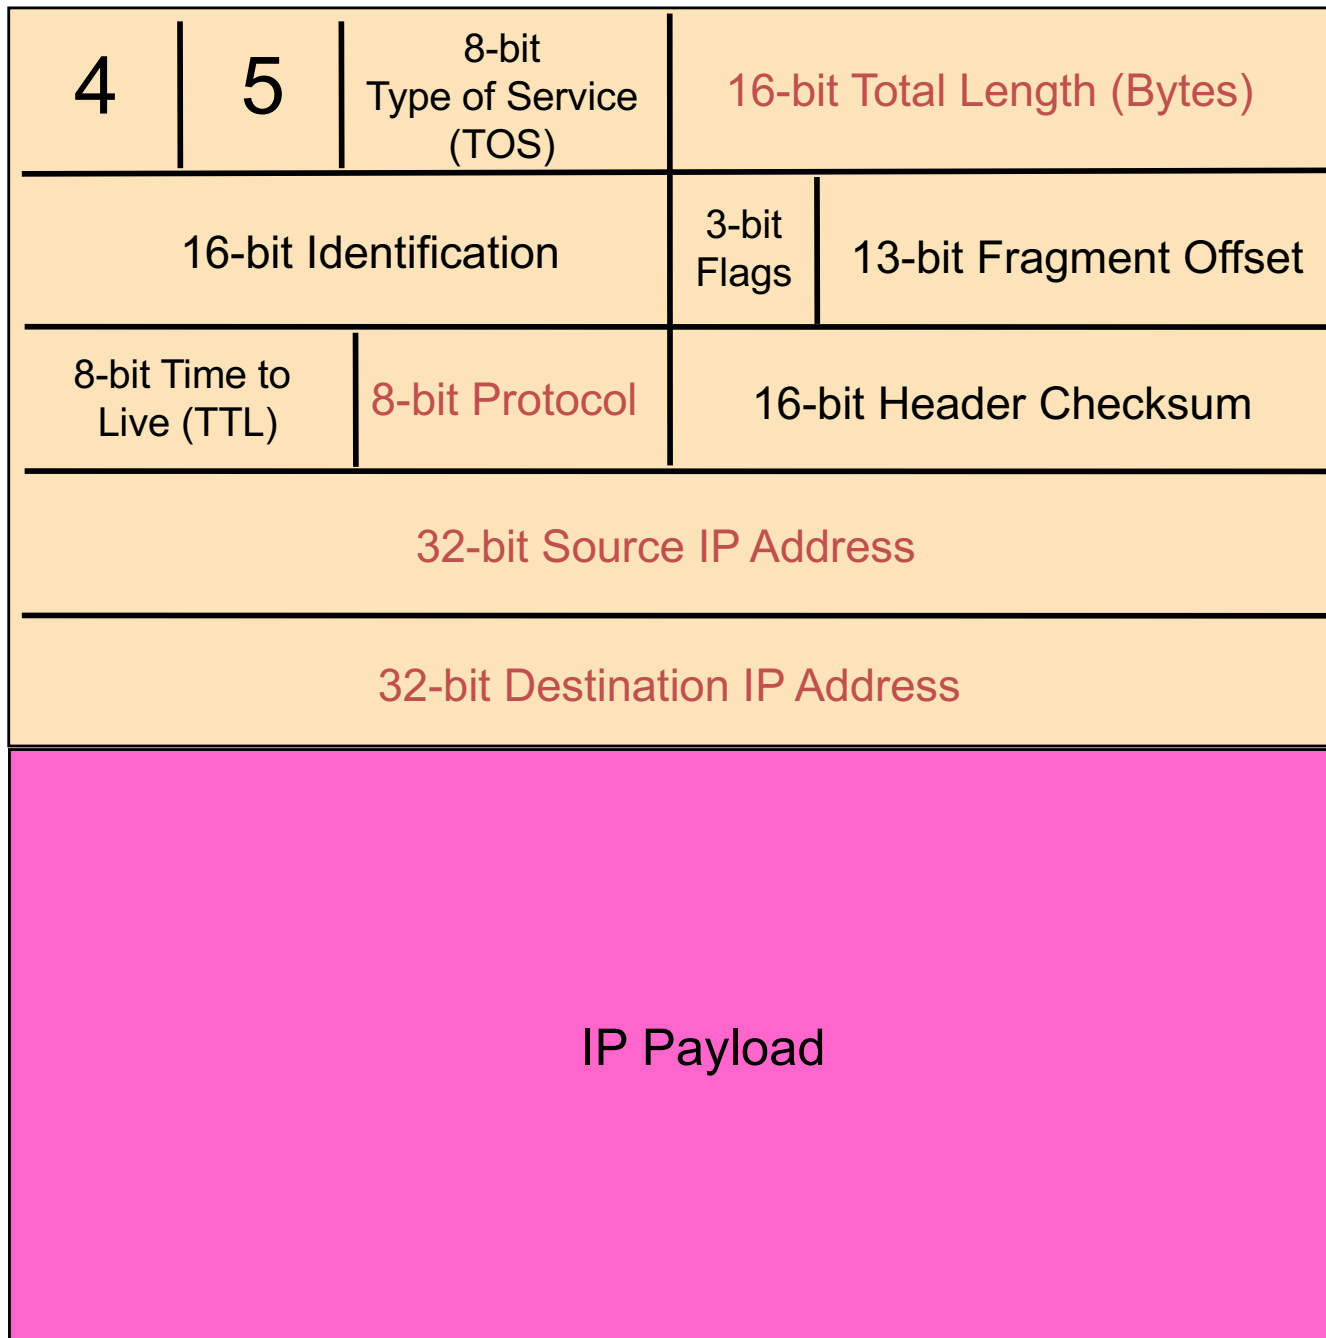 4
5
8-bit
Type of Service
(TOS)
16-bit Total Length (Bytes)
16-bit Identification
3-bit
Flags
13-bit Fragment Offset
8-bit Time to
Live (TTL)
8-bit Protocol
16-bit Header Checksum
32-bit Source IP Address
32-bit Destination IP Address
IP Payload